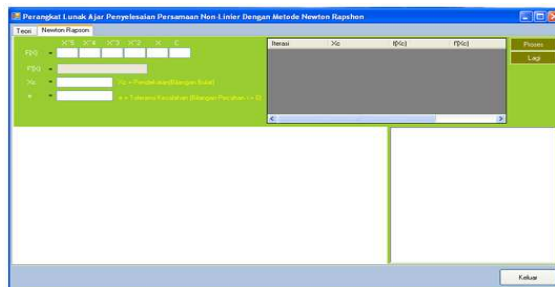 Perangkat Lunak Ajar Penyelesaian Persamaan Non-Linier Dengan Metode Newton Rapshon
Teori Newton Rapson
X^5 X^4 X^3 X^2 X C
F(X) =
F'(X) =
Xo = Xo = Pendekatan(Bilangan Bulat)
e = e = Toleransi Kesalahan (Bilangan Pecahan
Iterasi Xo f(Xo) f'(Xo)
Proses
Lagi
Keluar